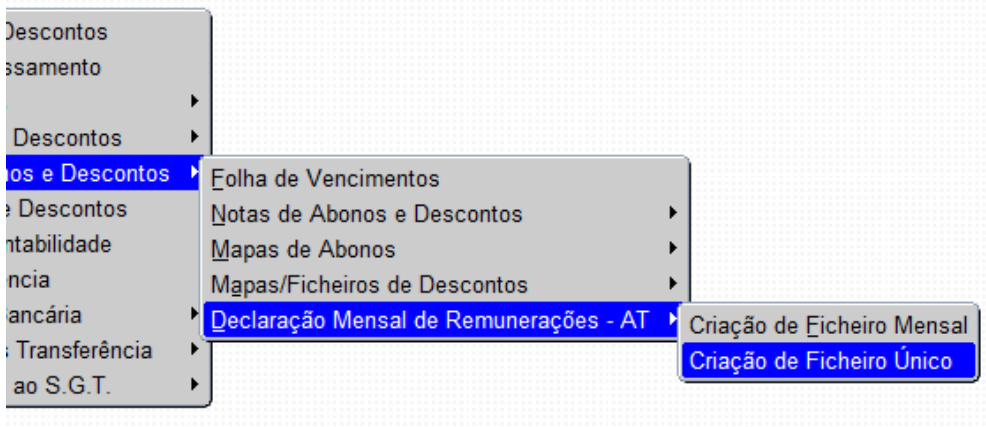 Descontos
ssamento
Descontos
nos e Descontos
e Descontos
ntabilidade
ncia
ancária
s Transferência
ao S.G.T.
Folha de Vencimentos
Notas de Abonos e Descontos
Mapas de Abonos
Mapas/Ficheiros de Descontos
Declaração Mensal de Remunerações - AT
Criação de Ficheiro Mensal
Criação de Ficheiro Único